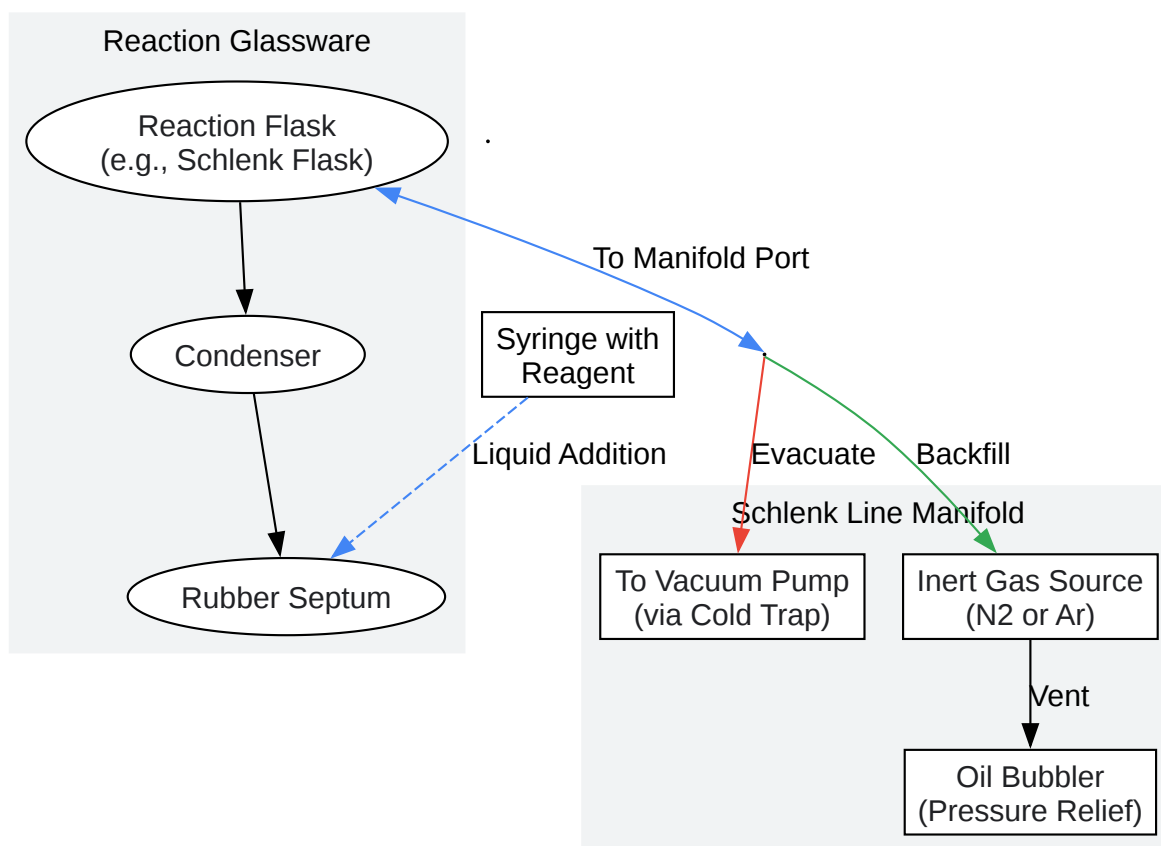 Reaction Glassware
Reaction Flask
(e.g., Schlenk Flask)
To Manifold Port
Syringe with
Reagent
Condenser
Liquid Addition
Evacuate
Backfill
Schlenk Line Manifold
Rubber Septum
To Vacuum Pump
(via Cold Trap)
Inert Gas Source
(N2 or Ar)
Vent
Oil Bubbler
(Pressure Relief)